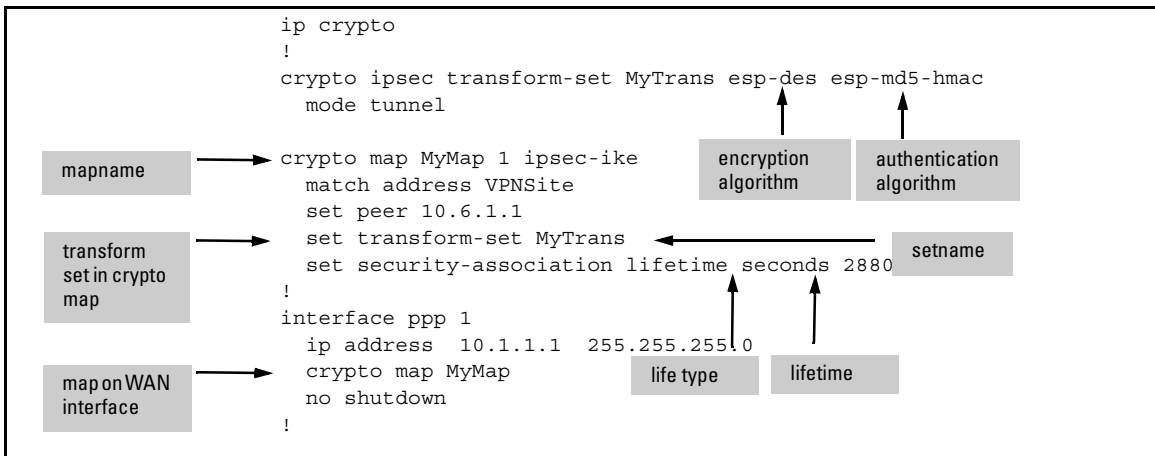 ip crypto
!
crypto ipsec transform-set MyTrans esp-des esp-md5-hmac
mode tunnel
mapname
crypto map MyMap 1 ipsec-ike
encryption
algorithm
authentication
algorithm
match address VPNSite
set peer 10.6.1.1
transform
set in crypto
map
set transform-set MyTrans
setname
set security-association lifetime seconds 2880
!
interface ppp 1
ip address 10.1.1.1 255.255.255.0
life type
lifetime
map on WAN
interface
crypto map MyMap
no shutdown
!